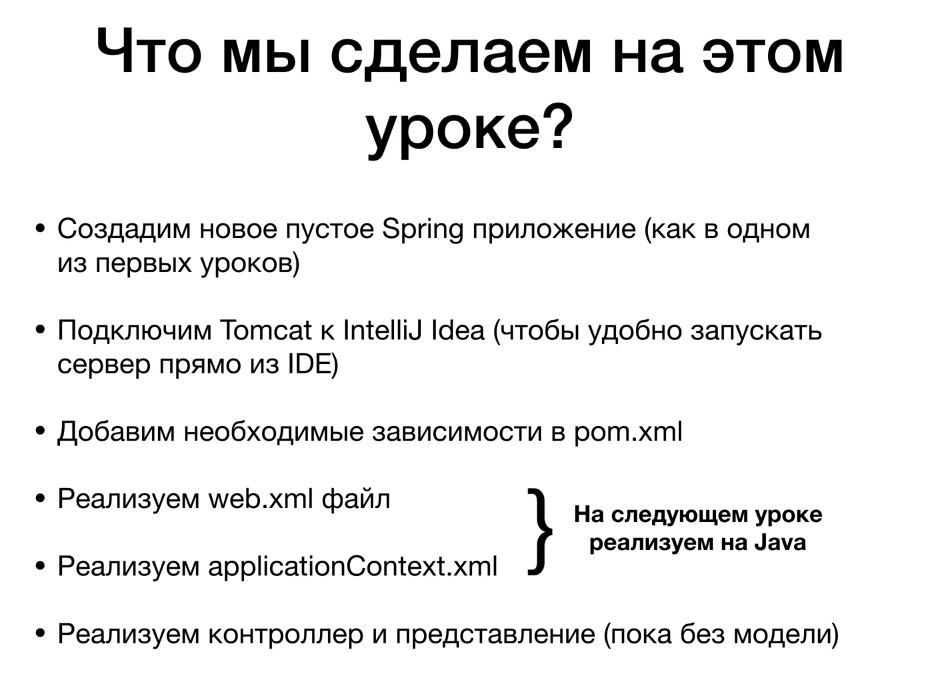 Что мы сделаем на этом
уроке?
• Создадим новое пустое Spring приложение (как в одном
из первых уроков)
• Подключим Tomcat к IntelliJ Idea (чтобы удобно запускать
сервер прямо из IDE)
• Добавим необходимые зависимости в pom.xml
• Реализуем web.xml файл
• Реализуем applicationContext.xml
}
На следующем уроке
реализуем на Java
• Реализуем контроллер и представление (пока без модели)